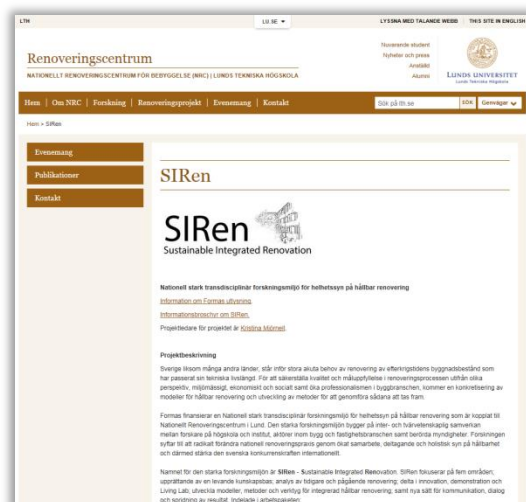 LTH
LU.SE
LYSSNA MED TALANDE WEBB | THIS SITE IN ENGLISH
Renoveringscentrum
NATIONELLT RENOVERINGSCENTRUM FÖR BEBYGGELSE (NRC) | LUNDS TEKNISKA HÖGSKOLA
Nuvarande student
Nyheter och press
Anställd
Alumni
LUNDS UNIVERSITET
Lunds Tekniska Högskola
Hem | Om NRC | Forskning | Renoveringsprojekt | Evenemang | Kontakt
Sök på lth.se
SÖK
Genvägar
Hem > SIRen
Evenemang
Publikationer
Kontakt
SIRen
SIRen
Sustainable Integrated Renovation
Nationell stark transdisciplinär forskningsmiljö för helhetssyn på hållbar renovering
Information om Formas utlysning.
Informationsbroschyr om SIRen.
Projektledare för projektet är Kristina Mjörnell.
Projektbeskrivning
Sverige liksom många andra länder, står inför stora akuta behov av renovering av efterkrigstidens byggnadsbestånd som
har passerat sin tekniska livslängd. För att säkerställa kvalitet och måluppfyllelse i renoveringsprocessen utifrån olika
perspektiv, miljömässigt, ekonomiskt och socialt samt öka professionalismen i byggbranschen, kommer en konkretisering av
modeller för hållbar renovering och utveckling av metoder för att genomföra sådana att tas fram.
Formas finansierar en Nationell stark transdisciplinär forskningsmiljö för helhetssyn på hållbar renovering som är kopplat till
Nationellt Renoveringscentrum i Lund. Den starka forskningsmiljön bygger på inter- och tvärvetenskaplig samverkan
mellan forskare på högskola och institut, aktörer inom bygg och fastighetsbranschen samt berörda myndigheter. Forskningen
syftar till att radikalt förändra nationell renoveringspraxis genom ökat samarbete, deltagande och holistisk syn på hållbarhet
och därmed stärka den svenska konkurrenskraften internationellt.
Namnet för den starka forskningsmiljön är SIRen - Sustainable Integrated Renovation. SIRen fokuserar på fem områden;
upprättande av en levande kunskapsbas; analys av tidigare och pågående renovering; delta i innovation, demonstration och
Living Lab, utveckla modeller, metoder och verktyg för integrerad hållbar renovering; samt nya sätt för kommunikation, dialog
och spridning av resultat. Indelade i arbetspaketen: